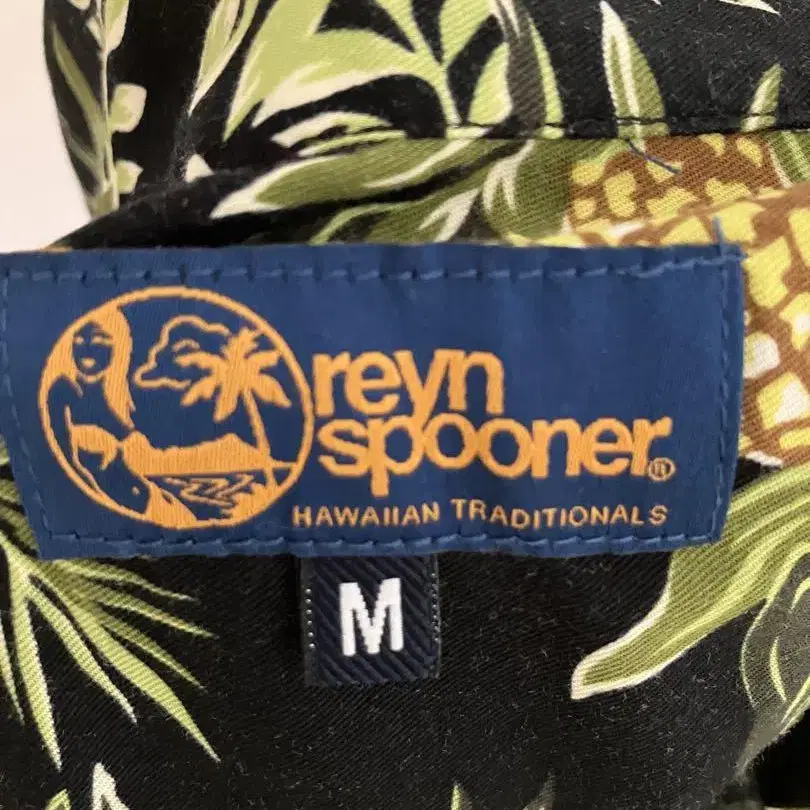 reyn
spooner®
HAWAIIAN TRADITIONALS
M